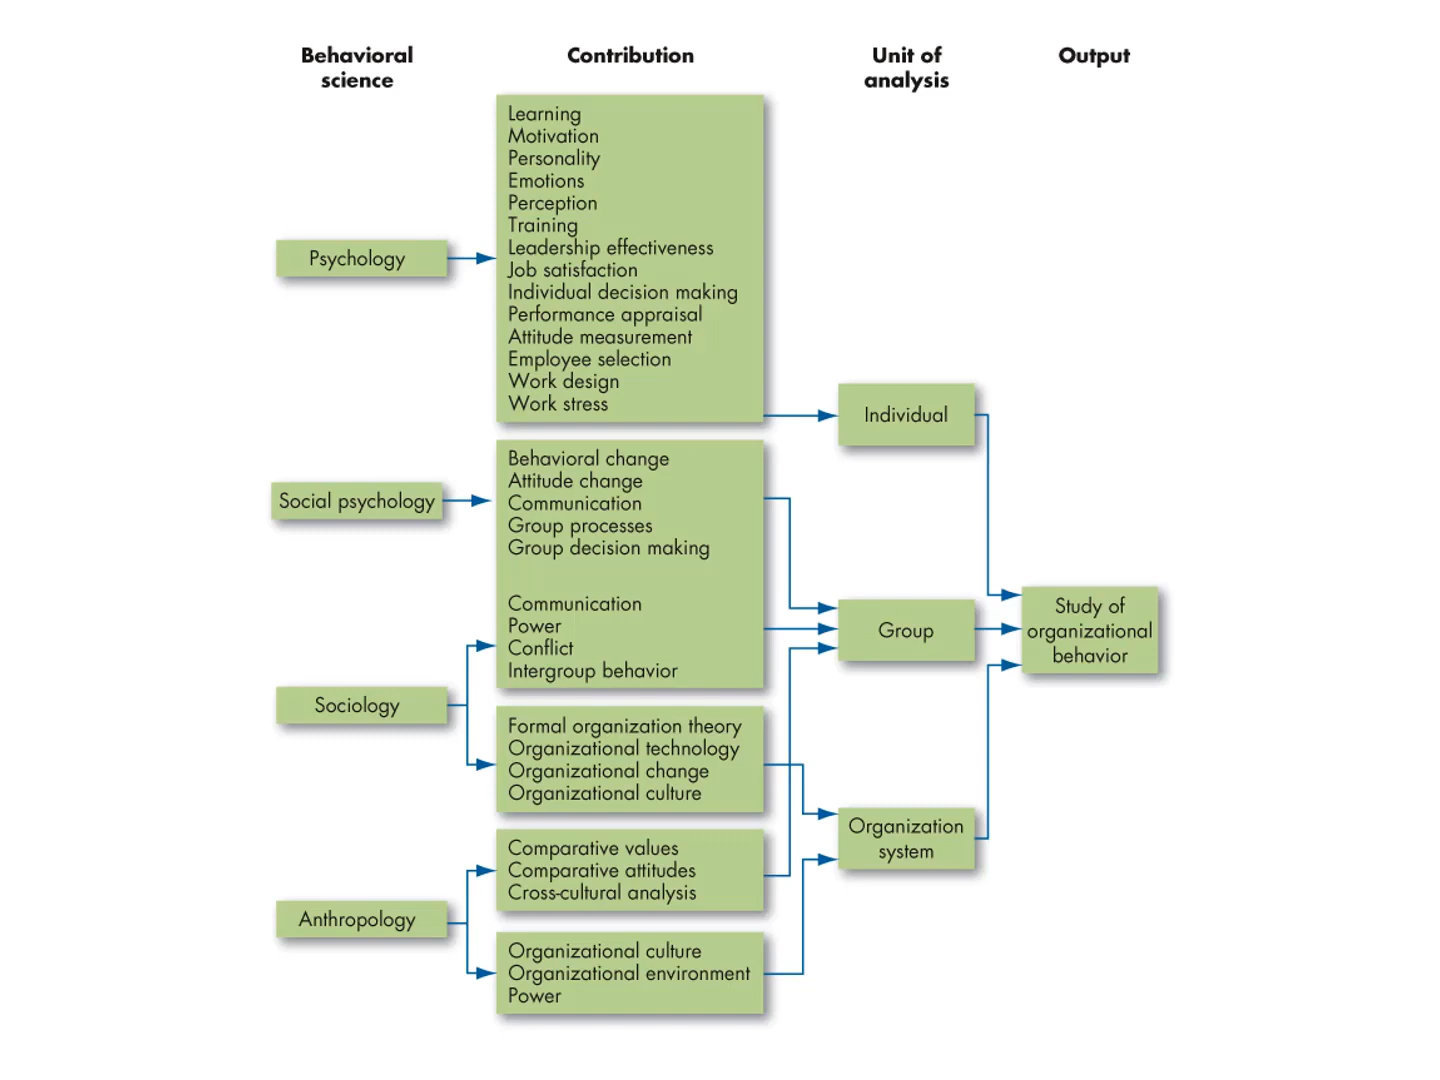 Behavioral
science
Contribution
Unit of
analysis
Output
Psychology
Learning
Motivation
Personality
Emotions
Perception
Training
Leadership effectiveness
Job satisfaction
Individual decision making
Performance appraisal
Attitude measurement
Employee selection
Work design
Work stress
Individual
Social psychology
Behavioral change
Attitude change
Communication
Group processes
Group decision making
Communication
Power
Conflict
Intergroup behavior
Group
Study of
organizational
behavior
Sociology
Formal organization theory
Organizational technology
Organizational change
Organizational culture
Organization
system
Anthropology
Comparative values
Comparative attitudes
Cross-cultural analysis
Organizational culture
Organizational environment
Power